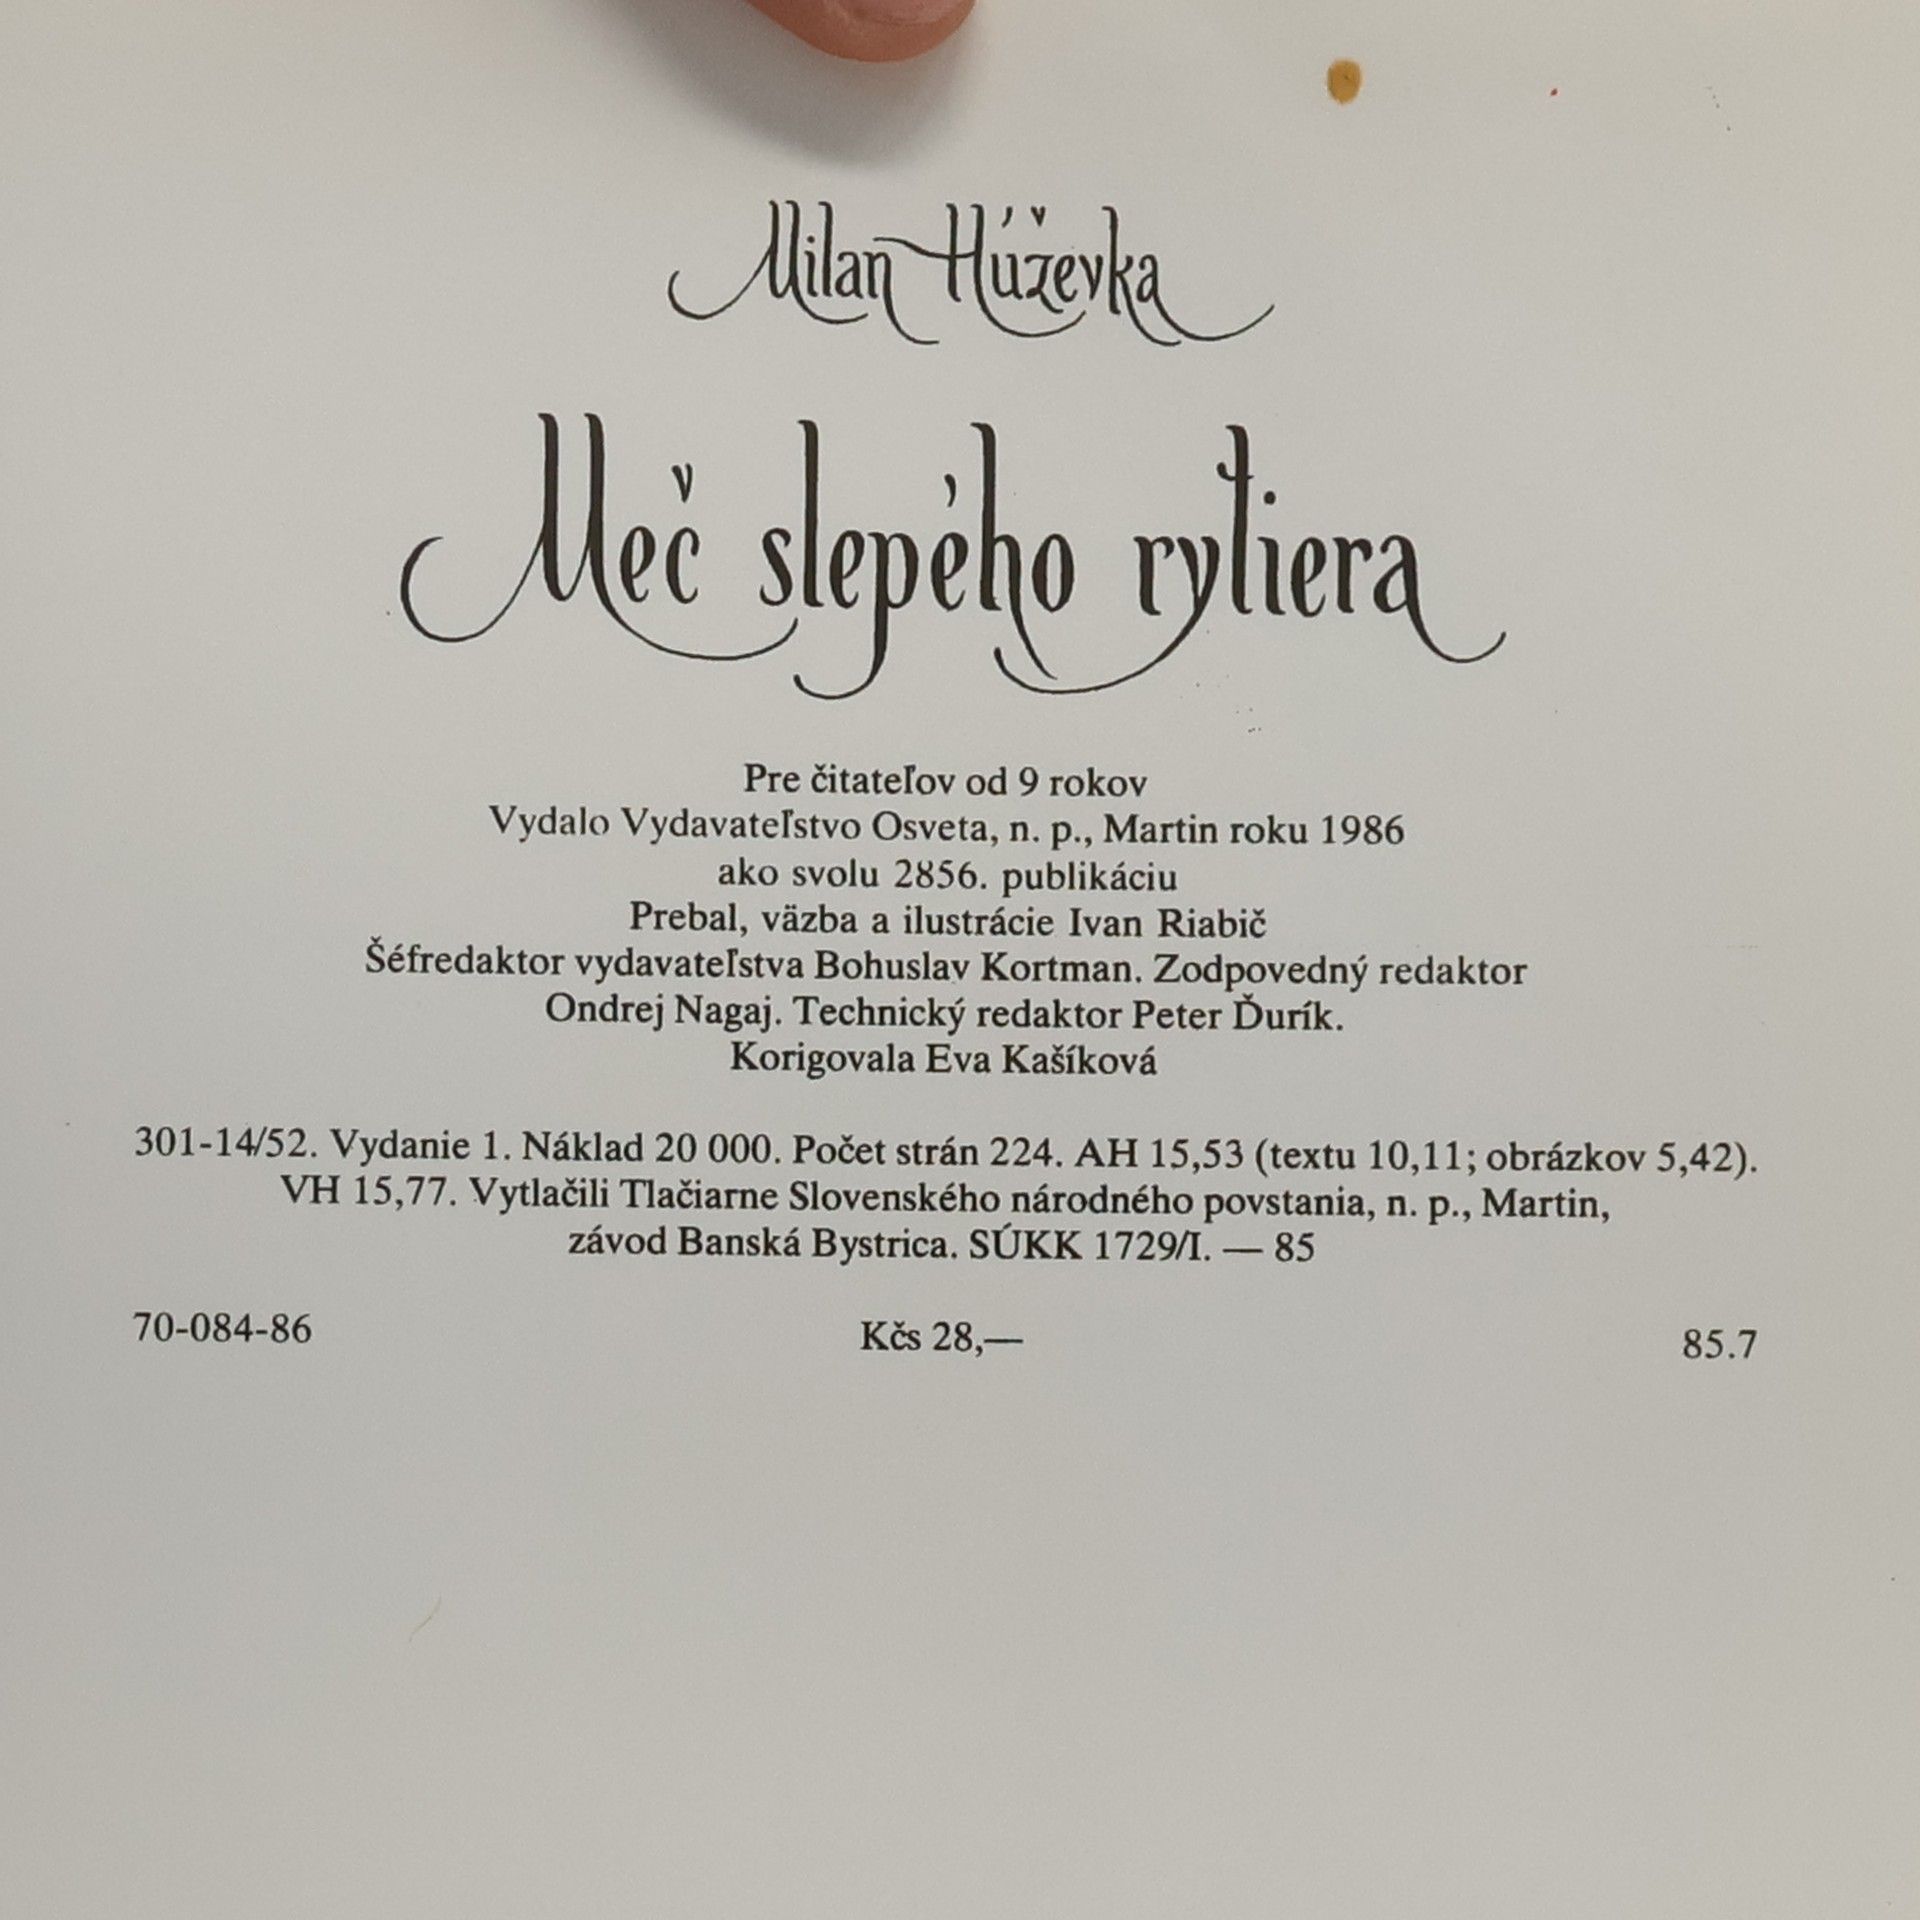 Milan Húževka
Meč slepého rytiera
Pre čitateľov od 9 rokov
Vydalo Vydavateľstvo Osveta, n. p., Martin roku 1986
ako svolu 2856. publikáciu
Prebal, väzba a ilustrácie Ivan Riabič
Šéfredaktor vydavateľstva Bohuslav Kortman. Zodpovedný redaktor
Ondrej Nagaj. Technický redaktor Peter Ďurík.
Korigovala Eva Kašíková
301-14/52. Vydanie 1. Náklad 20 000. Počet strán 224. AH 15,53 (textu 10,11; obrázkov 5,42).
VH 15,77. Vytlačili Tlačiarne Slovenského národného povstania, n. p., Martin,
závod Banská Bystrica. SÚKK 1729/I. — 85
70-084-86 Kčs 28,— 85.7